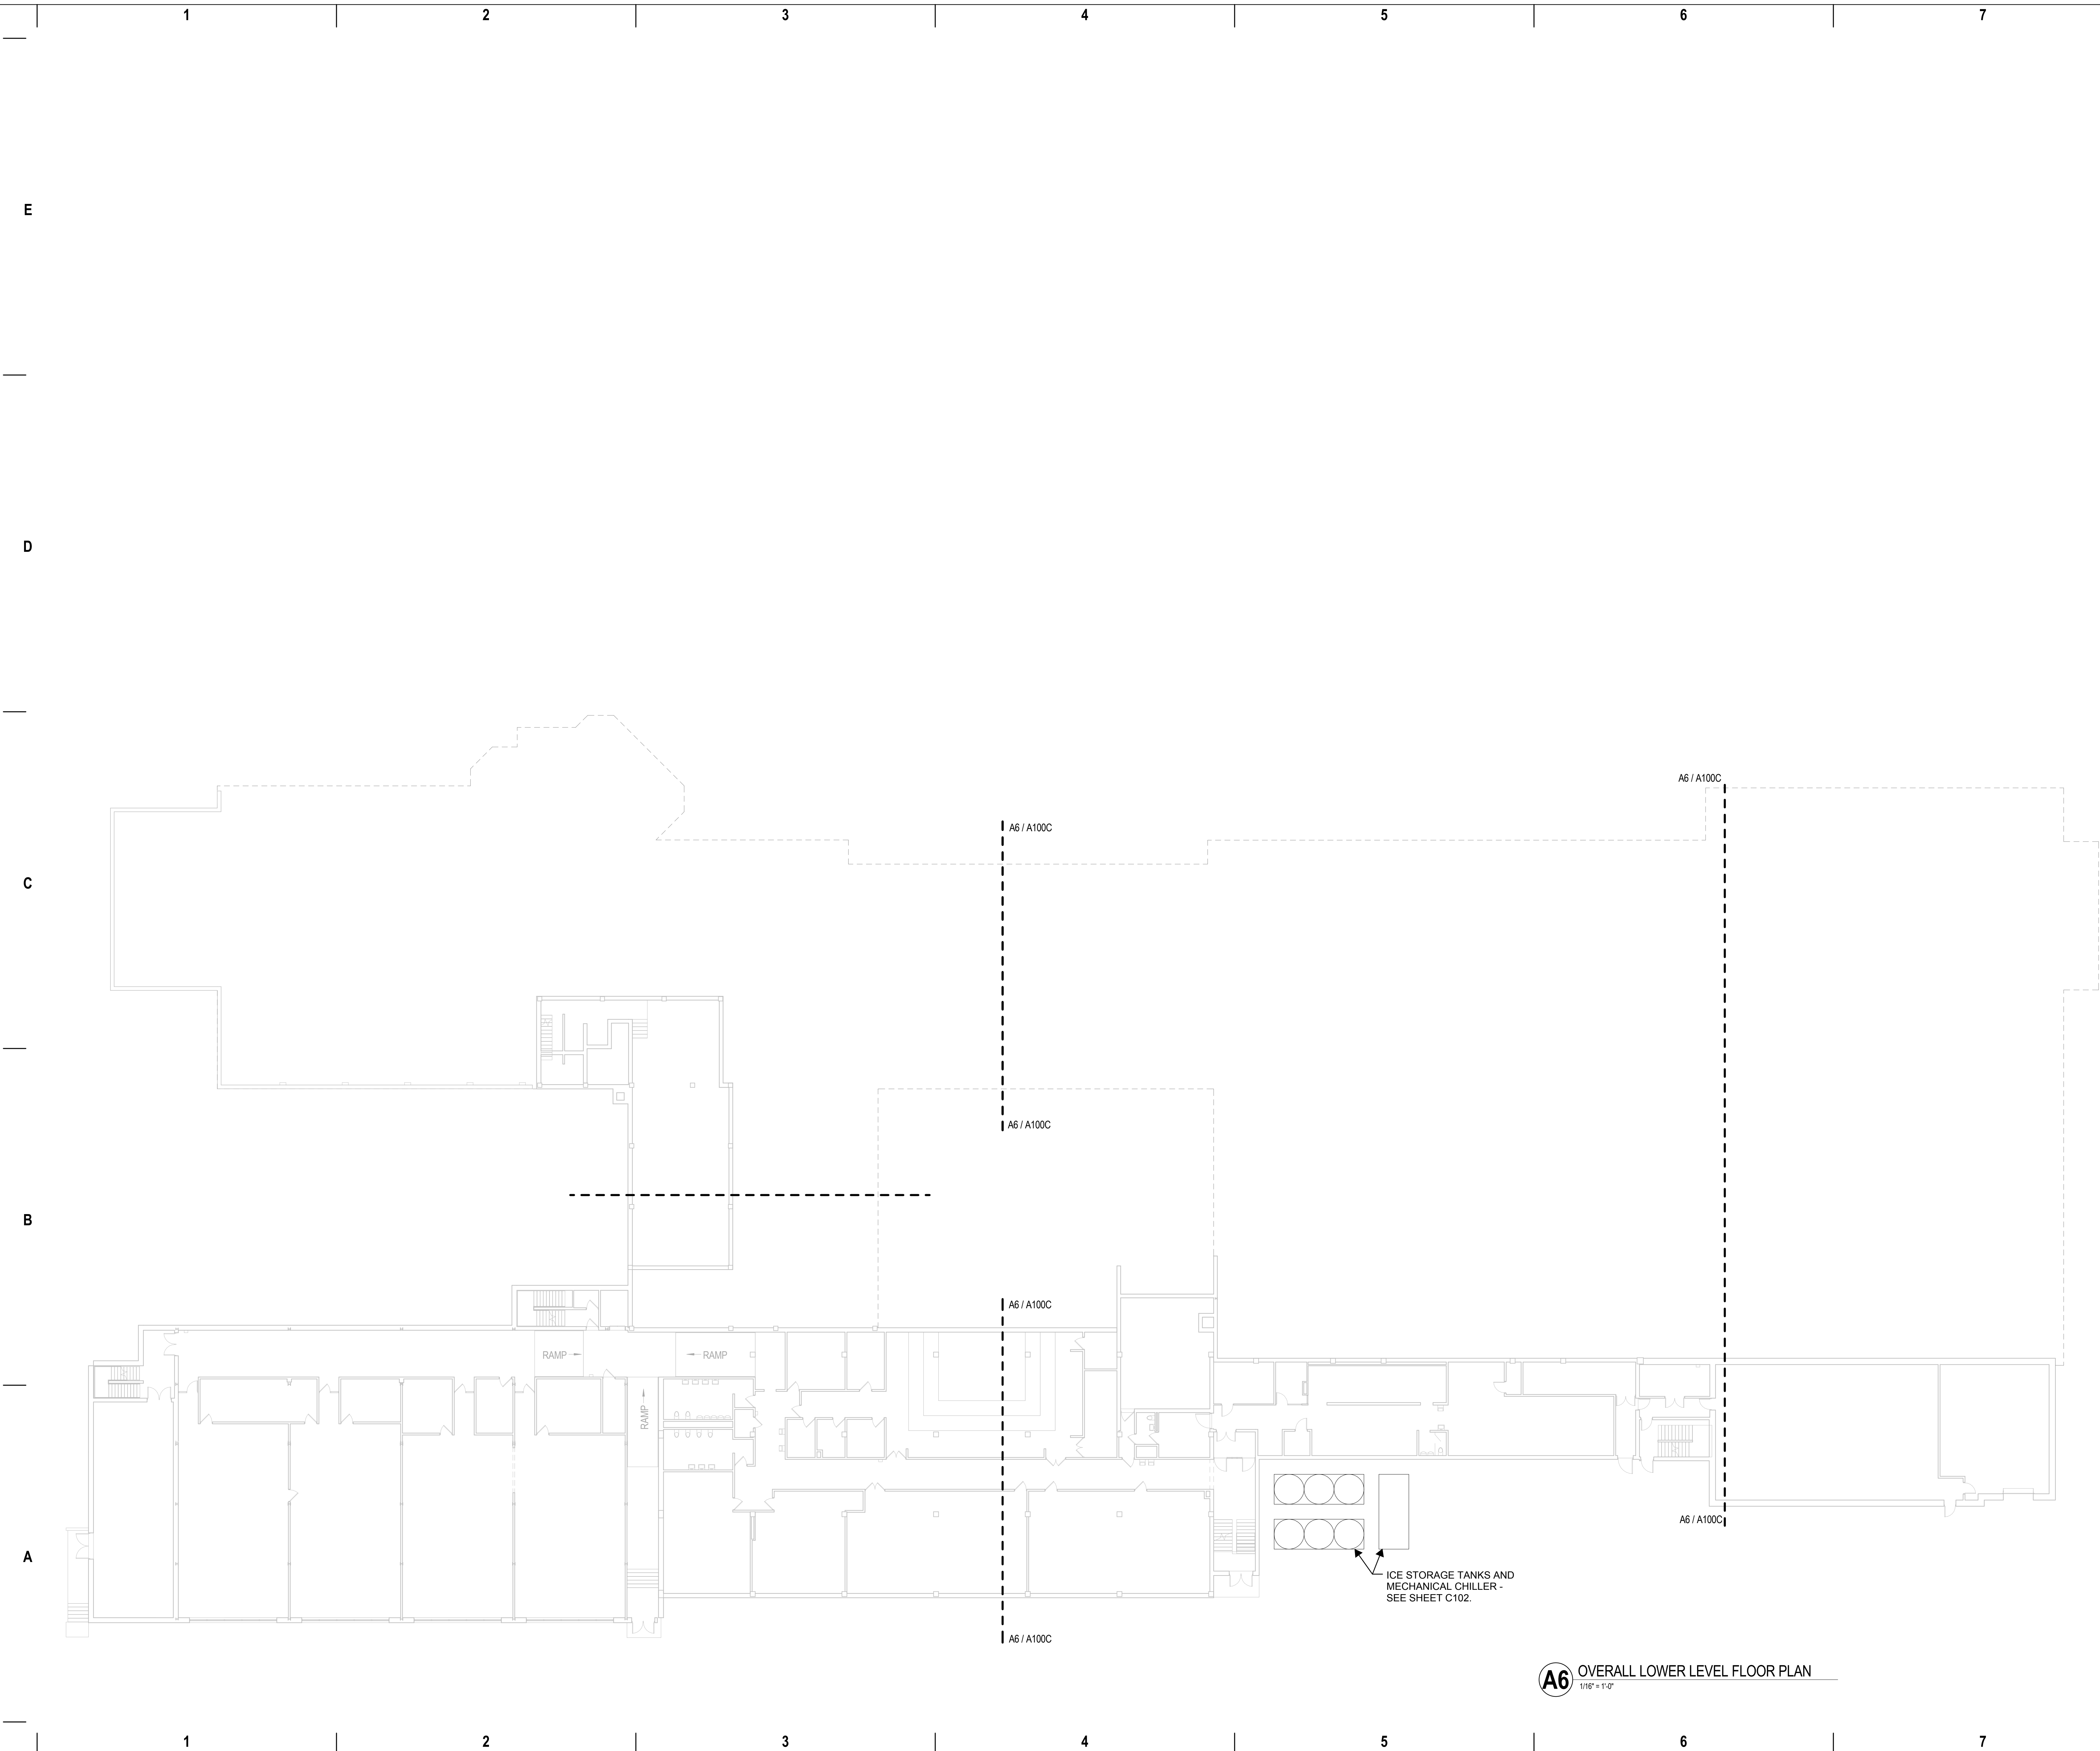 1 2 3 4 5 6 7
E
D
A6 / A100C
A6 / A100C
C
A6 / A100C
B
A6 / A100C
RAMP
RAMP
RAMP
A6 / A100C
A
ICE STORAGE TANKS AND
MECHANICAL CHILLER -
SEE SHEET C102.
A6 / A100C
A6
OVERALL LOWER LEVEL FLOOR PLAN
1/16" = 1'-0"
1 2 3 4 5 6 7